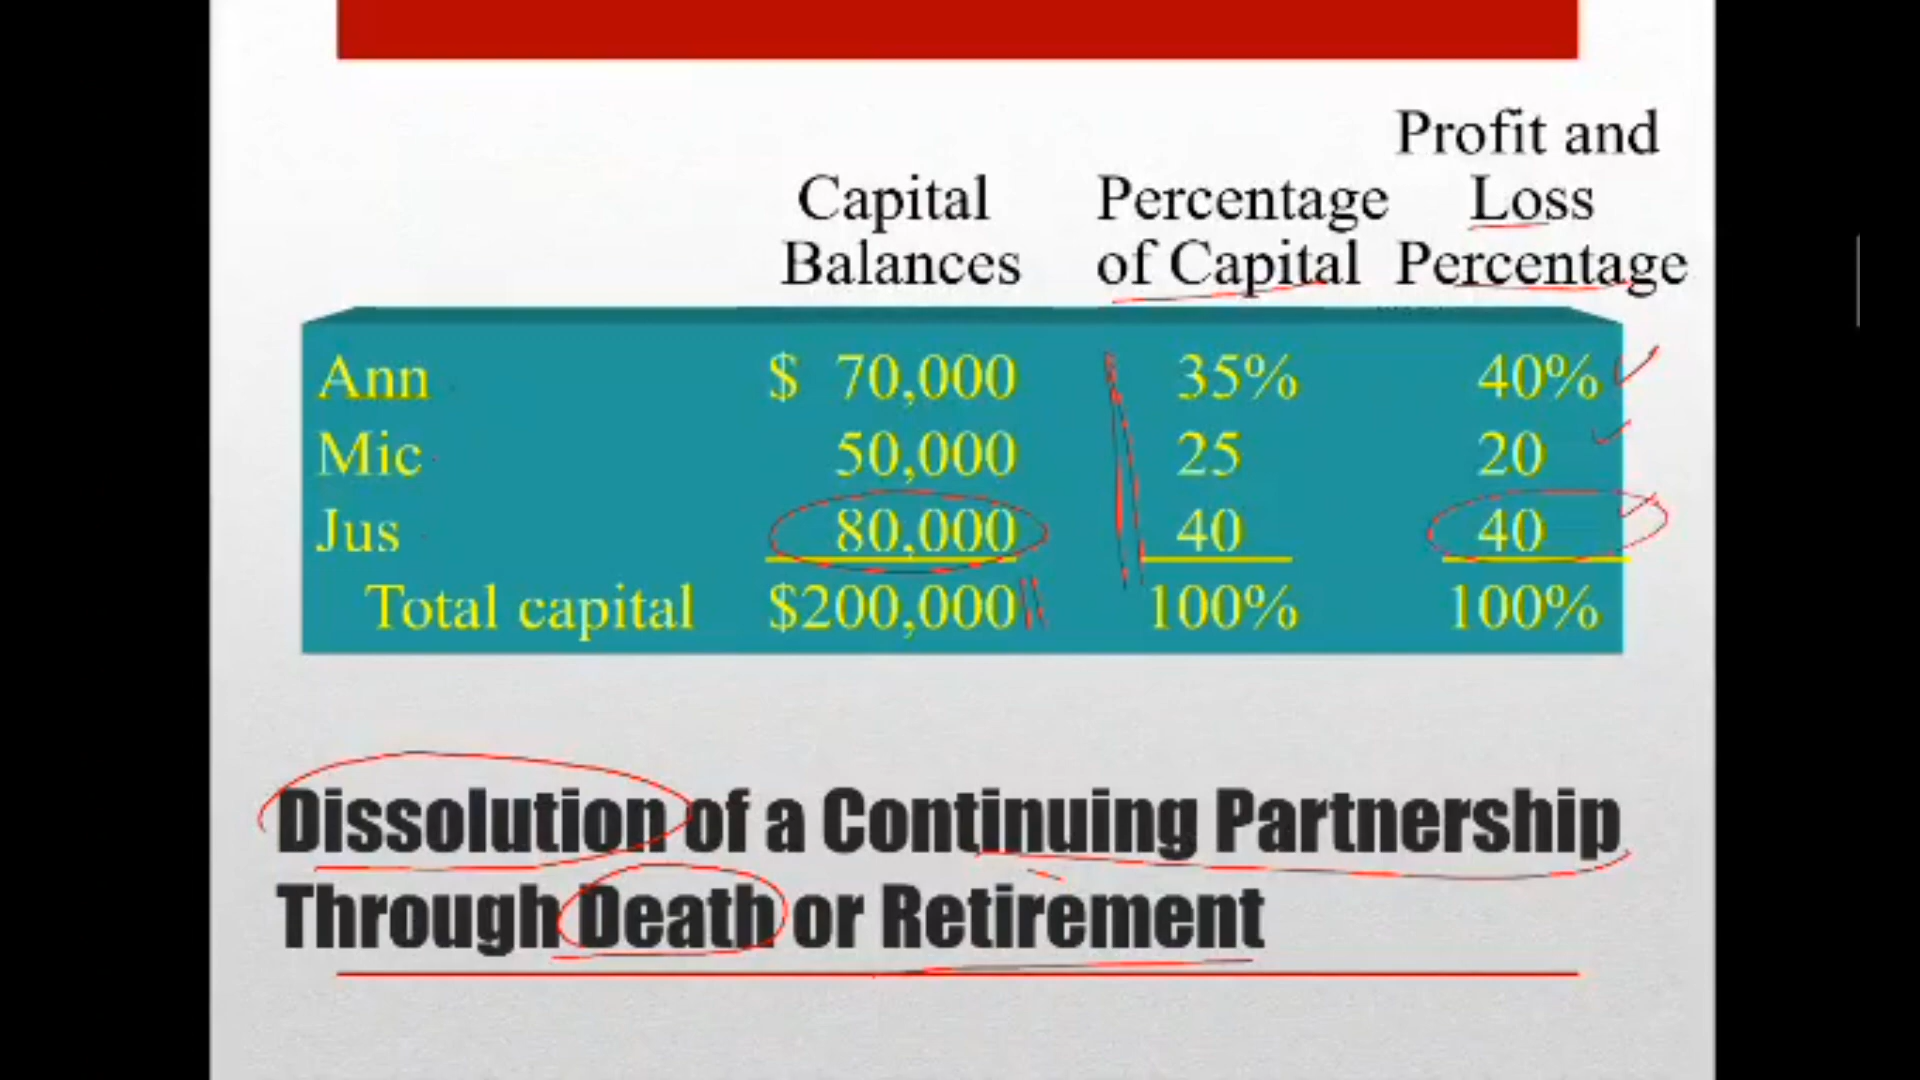 Profit and
Capital Percentage Loss
Balances of Capital Percentage
Ann $ 70,000 35% 40%
Mic 50,000 25 20
Jus 80,000 40 40
Total capital $200,000 100% 100%
Dissolution of a Continuing Partnership
Through Death or Retirement